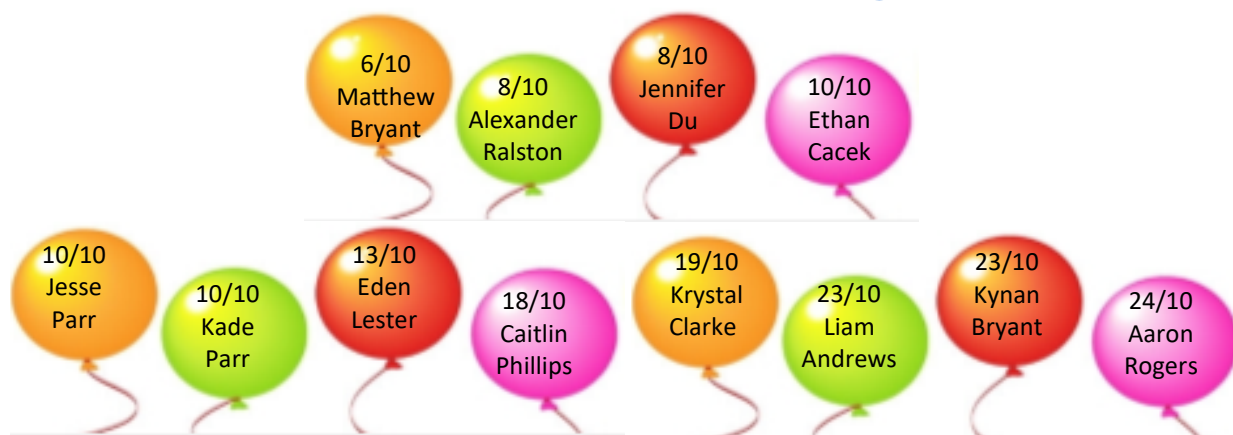 6/10
Matthew
Bryant
8/10
Alexander
Ralston
8/10
Jennifer
Du
10/10
Ethan
Cacek
10/10
Jesse
Parr
10/10
Kade
Parr
13/10
Eden
Lester
18/10
Caitlin
Phillips
19/10
Krystal
Clarke
23/10
Liam
Andrews
23/10
Kynan
Bryant
24/10
Aaron
Rogers